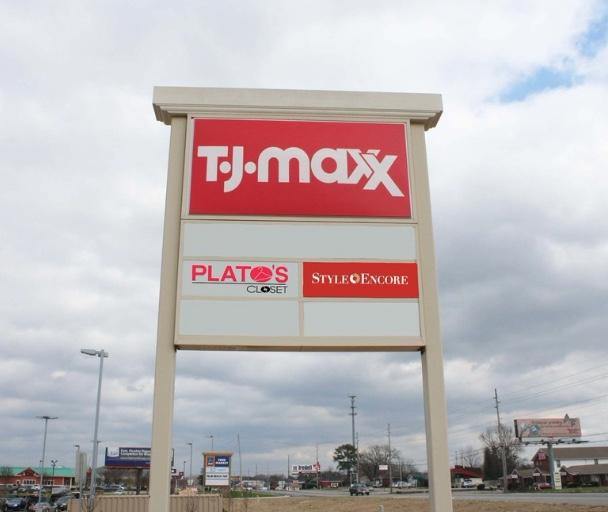 T·J·maxx
PLATO'S
CLOSET
STYLE ENCORE